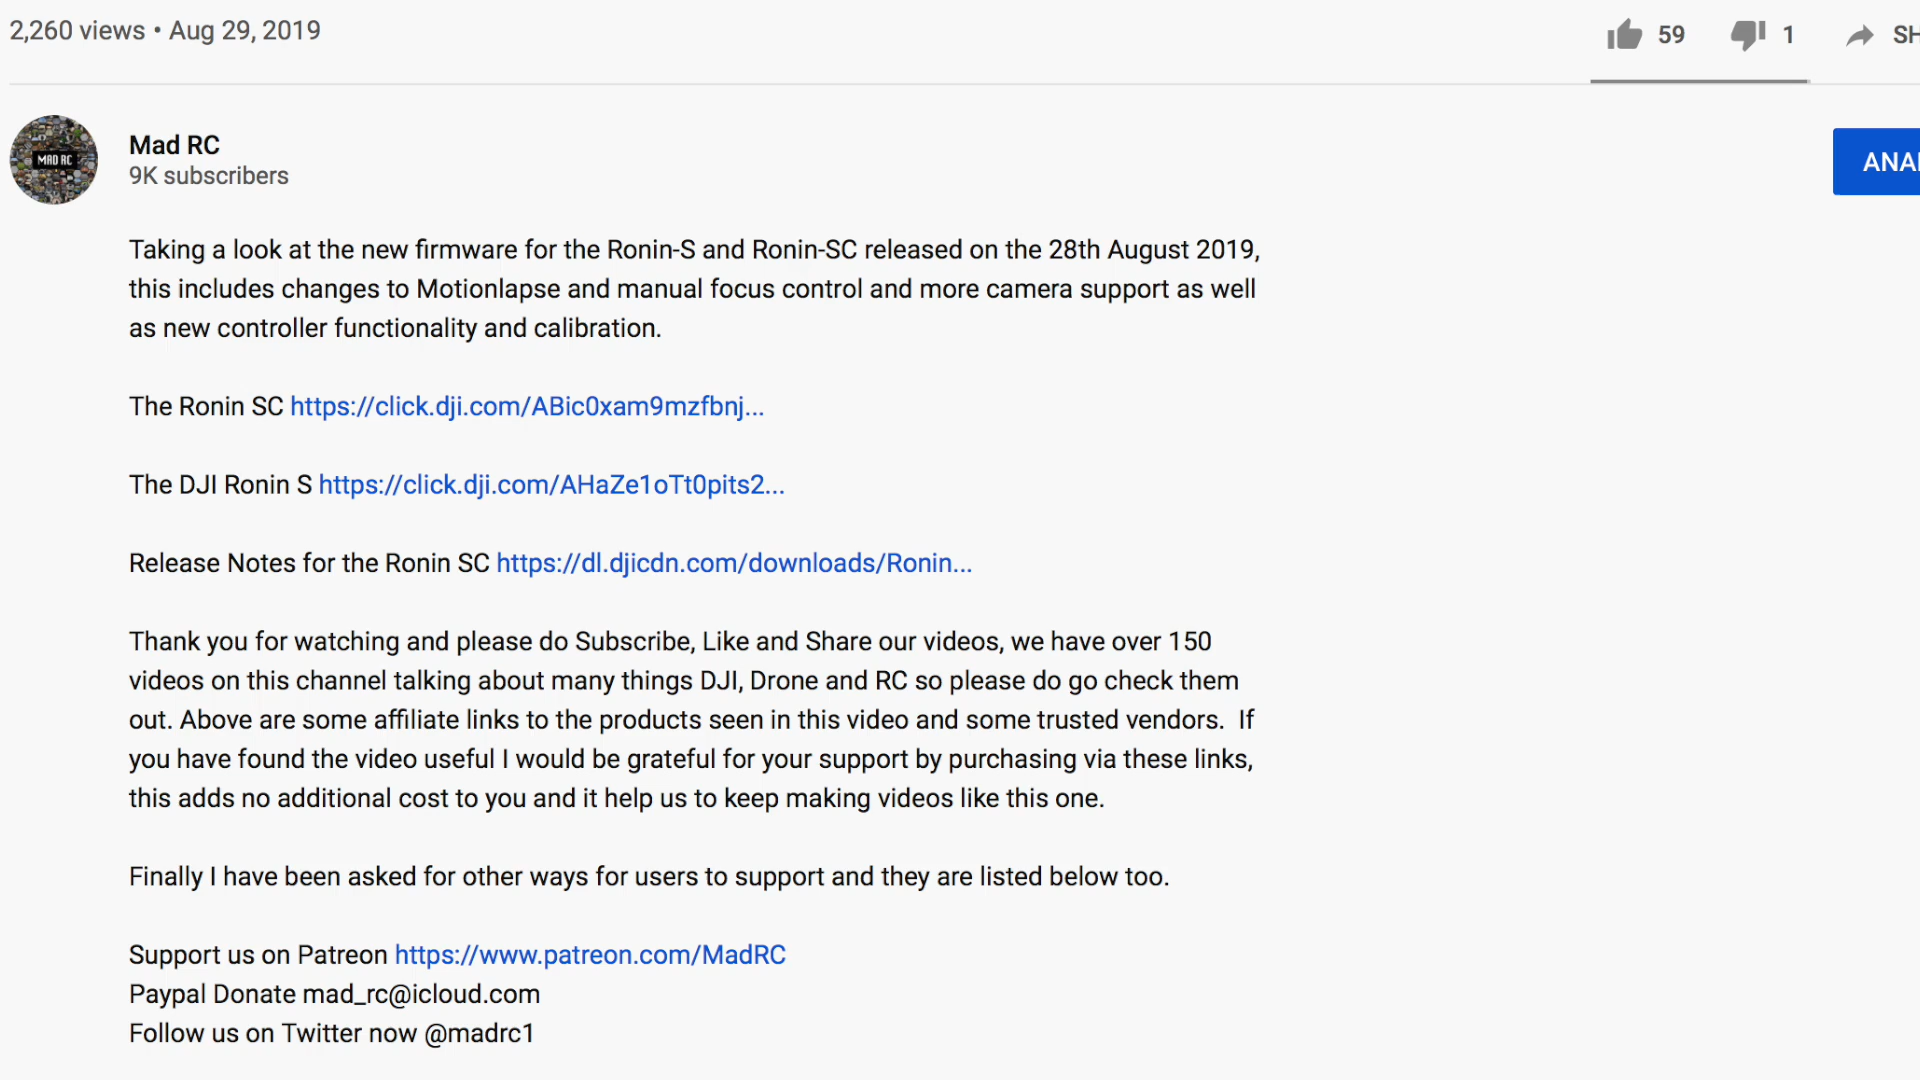 2,260 views • Aug 29, 2019
59
1
SH
MAD RC
Mad RC
9K subscribers
ANA
Taking a look at the new firmware for the Ronin-S and Ronin-SC released on the 28th August 2019,
this includes changes to Motionlapse and manual focus control and more camera support as well
as new controller functionality and calibration.
The Ronin SC https://click.dji.com/ABic0xam9mzfbnj...
The DJI Ronin S https://click.dji.com/AHaZe1oTt0pits2...
Release Notes for the Ronin SC https://dl.djicdn.com/downloads/Ronin...
Thank you for watching and please do Subscribe, Like and Share our videos, we have over 150
videos on this channel talking about many things DJI, Drone and RC so please do go check them
out. Above are some affiliate links to the products seen in this video and some trusted vendors.  If
you have found the video useful I would be grateful for your support by purchasing via these links,
this adds no additional cost to you and it help us to keep making videos like this one.
Finally I have been asked for other ways for users to support and they are listed below too.
Support us on Patreon https://www.patreon.com/MadRC
Paypal Donate mad_rc@icloud.com
Follow us on Twitter now @madrc1